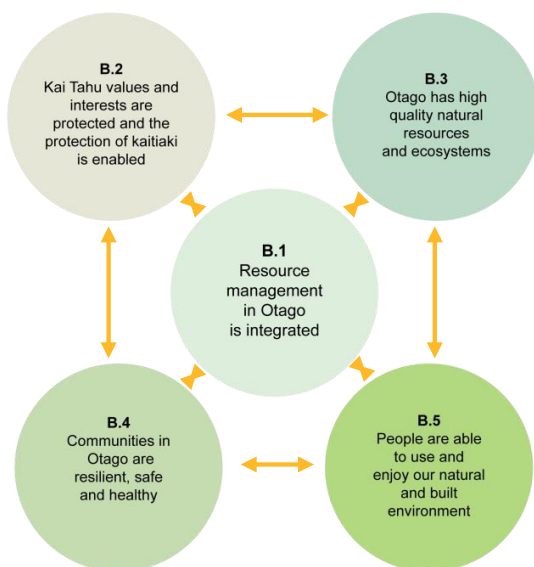 B.2
Kai Tahu values and
interests are
protected and the
protection of kaitiaki
is enabled
B.3
Otago has high
quality natural
resources
and ecosystems
B.1
Resource
management
in Otago
is integrated
B.4
Communities in
Otago are
resilient, safe
and healthy
B.5
People are able
to use and
enjoy our natural
and built
environment